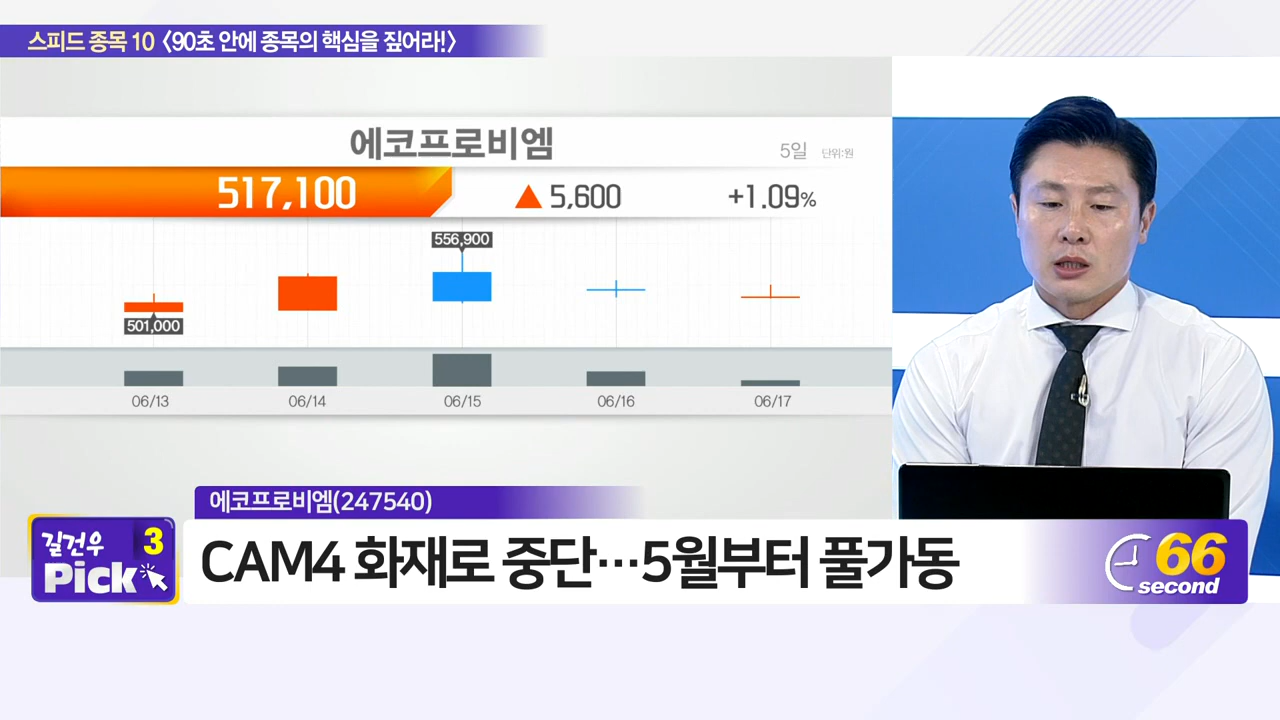 스피드 종목 10 〈90초 안에 종목의 핵심을 짚어라!〉
에코프로비엠
5일 단위:원
517,100 ▲ 5,600 +1.09%
556,900
501,000
06/13 06/14 06/15 06/16 06/17
에코프로비엠(247540)
길건우 3
Pick
CAM4 화재로 중단…5월부터 풀가동
66
second